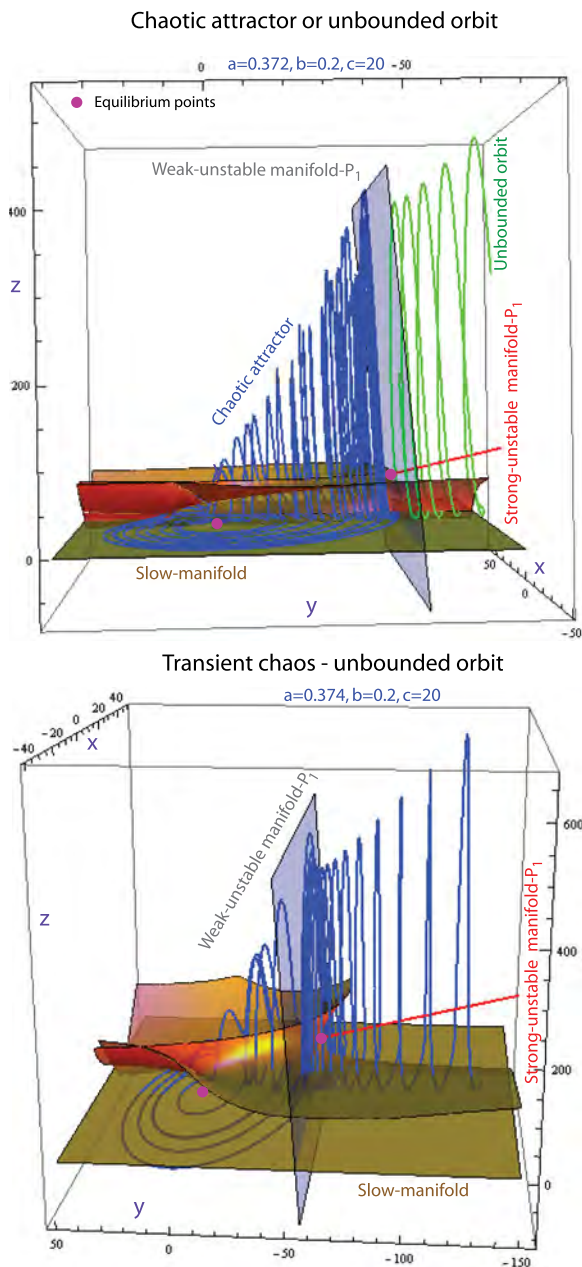 Chaotic attractor or unbounded orbit
a=0.372, b=0.2, c=20
0
-50
Equilibrium points
Weak-unstable manifold-P1
Unbounded orbit
400
z
Chaotic attractor
Strong-unstable manifold-P1
200
0
50
x
0
Slow-manifold
y
-50
Transient chaos - unbounded orbit
a=0.374, b=0.2, c=20
-40
-20
0
20
40
x
Weak-unstable manifold-P1
600
z
400
Strong-unstable manifold-P1
200
Slow-manifold
0
y
50
0
-50
-100
-150